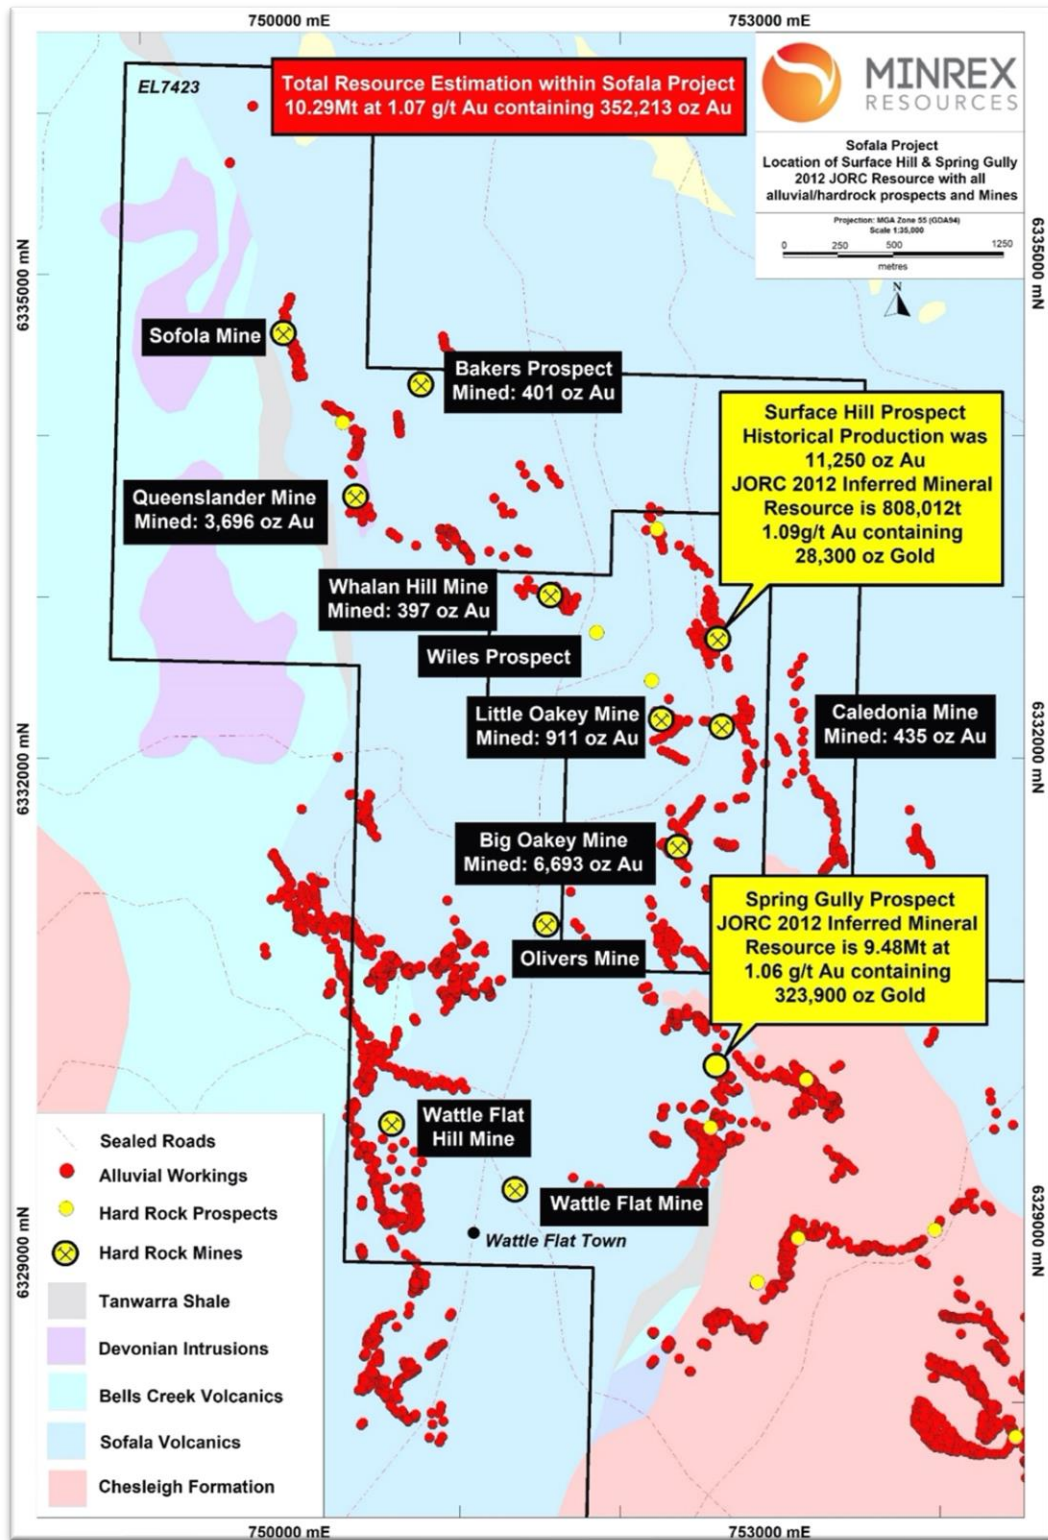 750000 mE
753000 mE
EL7423
Total Resource Estimation within Sofala Project
10.29Mt at 1.07 g/t Au containing 352,213 oz Au
MINREX
RESOURCES
Sofala Project
Location of Surface Hill & Spring Gully
2012 JORC Resource with all
alluvial/hardrock prospects and Mines
Projection: MGA Zone 55 (GDA94)
Scale 1:35,000
0 250 500 1250
metres
N
6335000 mN
6335000 mN
Sofola Mine
Bakers Prospect
Mined: 401 oz Au
Surface Hill Prospect
Historical Production was
11,250 oz Au
JORC 2012 Inferred Mineral
Resource is 808,012t
1.09g/t Au containing
28,300 oz Gold
Queenslander Mine
Mined: 3,696 oz Au
Whalan Hill Mine
Mined: 397 oz Au
Wiles Prospect
Little Oakey Mine
Mined: 911 oz Au
Caledonia Mine
Mined: 435 oz Au
6332000 mN
6332000 mN
Big Oakey Mine
Mined: 6,693 oz Au
Olivers Mine
Spring Gully Prospect
JORC 2012 Inferred Mineral
Resource is 9.48Mt at
1.06 g/t Au containing
323,900 oz Gold
Wattle Flat
Hill Mine
Wattle Flat Mine
Wattle Flat Town
6329000 mN
6329000 mN
Sealed Roads
Alluvial Workings
Hard Rock Prospects
Hard Rock Mines
Tanwarra Shale
Devonian Intrusions
Bells Creek Volcanics
Sofala Volcanics
Chesleigh Formation
750000 mE
753000 mE